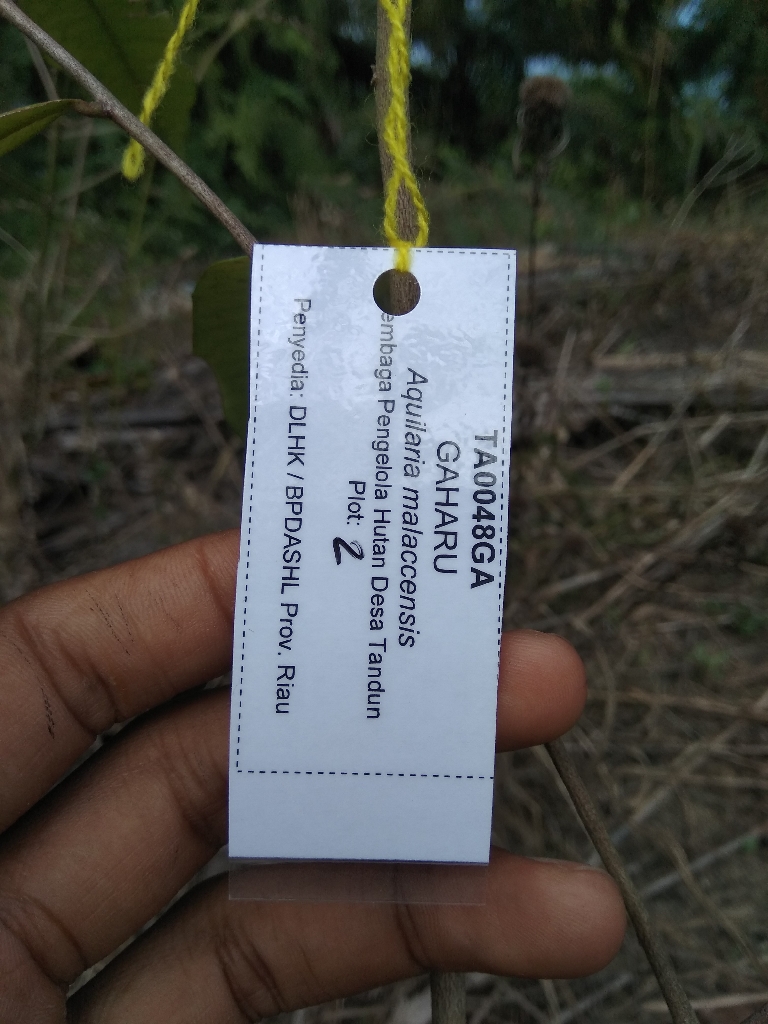 TA0048GA
GAHARU
Aquilaria malaccensis
embaga Pengelola Hutan Desa Tandun
Plot: 2
Penyedia: DLHK / BPDASHL Prov. Riau